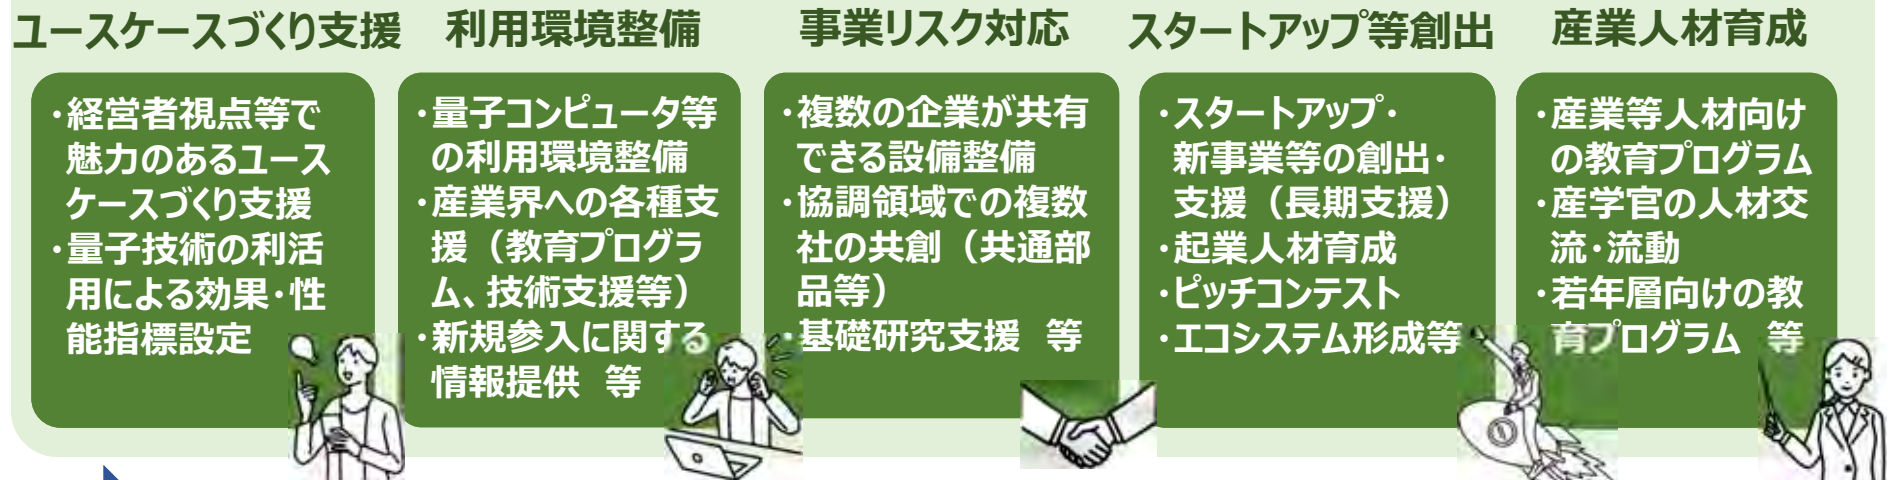 ユースケースづくり支援
・経営者視点等で
魅力のあるユース
ケースづくり支援
・量子技術の利活
用による効果・性
能指標設定
利用環境整備
・量子コンピュータ等
の利用環境整備
・産業界への各種支
援（教育プログラ
ム、技術支援等）
・新規参入に関する
情報提供　等
事業リスク対応
・複数の企業が共有
できる設備整備
・協調領域での複数
社の共創（共通部
品等）
・基礎研究支援　等
スタートアップ等創出
・スタートアップ・
新事業等の創出・
支援（長期支援）
・起業人材育成
・ピッチコンテスト
・エコシステム形成等
産業人材育成
・産業等人材向け
の教育プログラム
・産学官の人材交
流・流動
・若年層向けの教
育プログラム　等